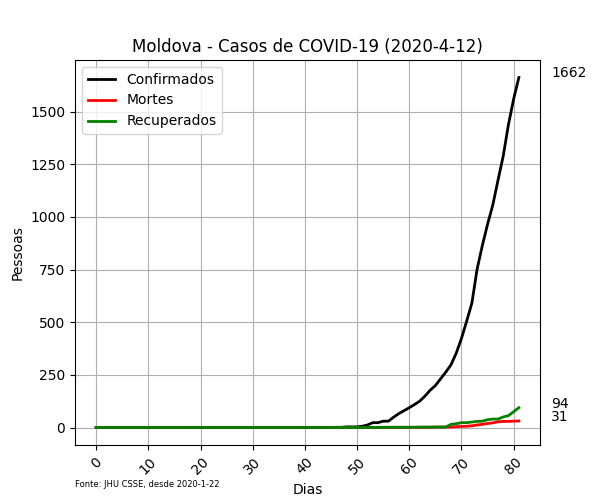 Moldova - Casos de COVID-19 (2020-4-12)
Confirmados
Mortes
Recuperados
1662
94
31
Pessoas
1500
1250
1000
750
500
250
0
0 10 20 30 40 50 60 70 80
Dias
Fonte: JHU CSSE, desde 2020-1-22